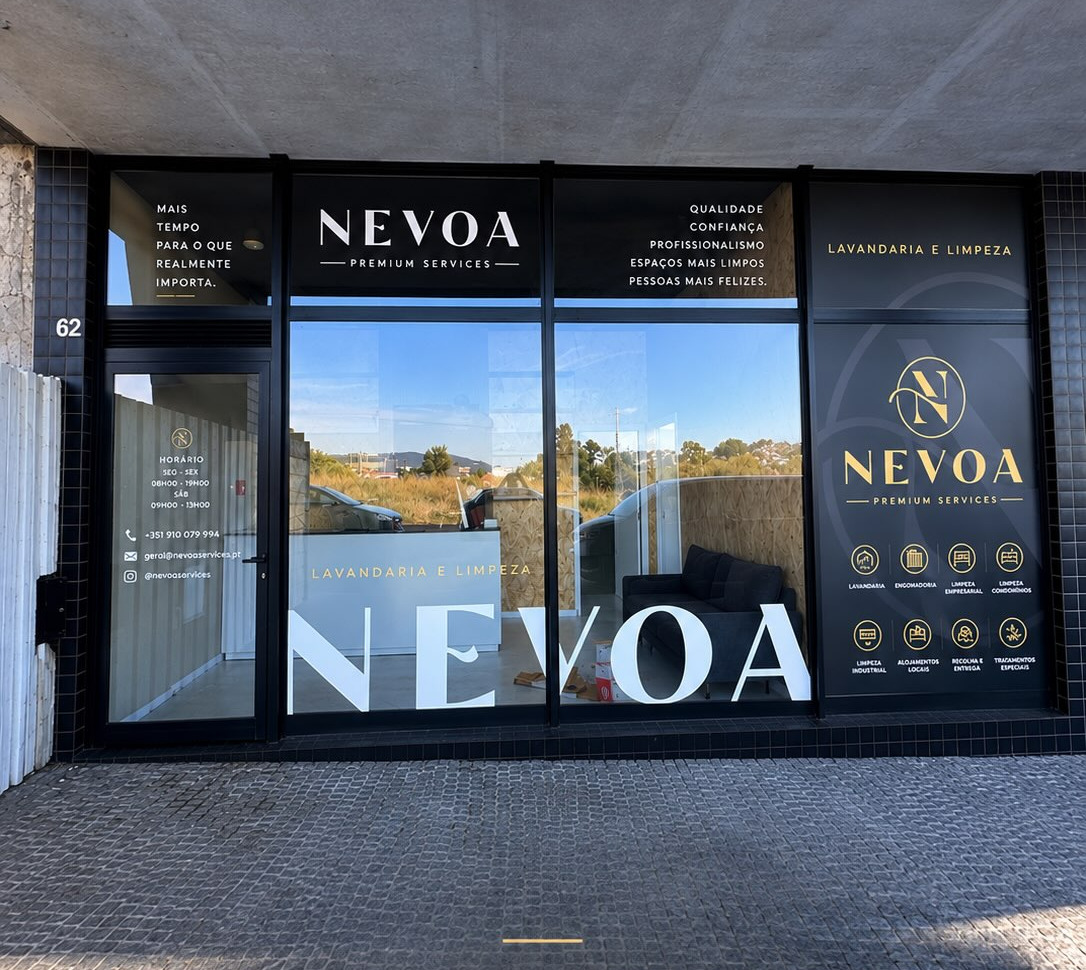 MAIS
TEMPO
PARA O QUE
REALMENTE
IMPORTA.
NEVOA
PREMIUM SERVICES
QUALIDADE
CONFIANÇA
PROFISSIONALISMO
ESPAÇOS MAIS LIMPOS
PESSOAS MAIS FELIZES.
LAVANDARIA E LIMPEZA
62
HORÁRIO
SEG - SEX
08H00 - 19H00
SÁB
09H00 - 13H00
+351 910 079 994
geral@nevoaservices.pt
@nevoaservices
LAVANDARIA E LIMPEZA
NEVOA
N
NEVOA
PREMIUM SERVICES
LAVANDARIA
ENGOMADORIA
LIMPEZA
EMPRESARIAL
LIMPEZA
CONDOMÍNIOS
LIMPEZA
INDUSTRIAL
ALOJAMENTOS
LOCAIS
RECOLHA E
ENTREGA
TRATAMENTOS
ESPECIAIS